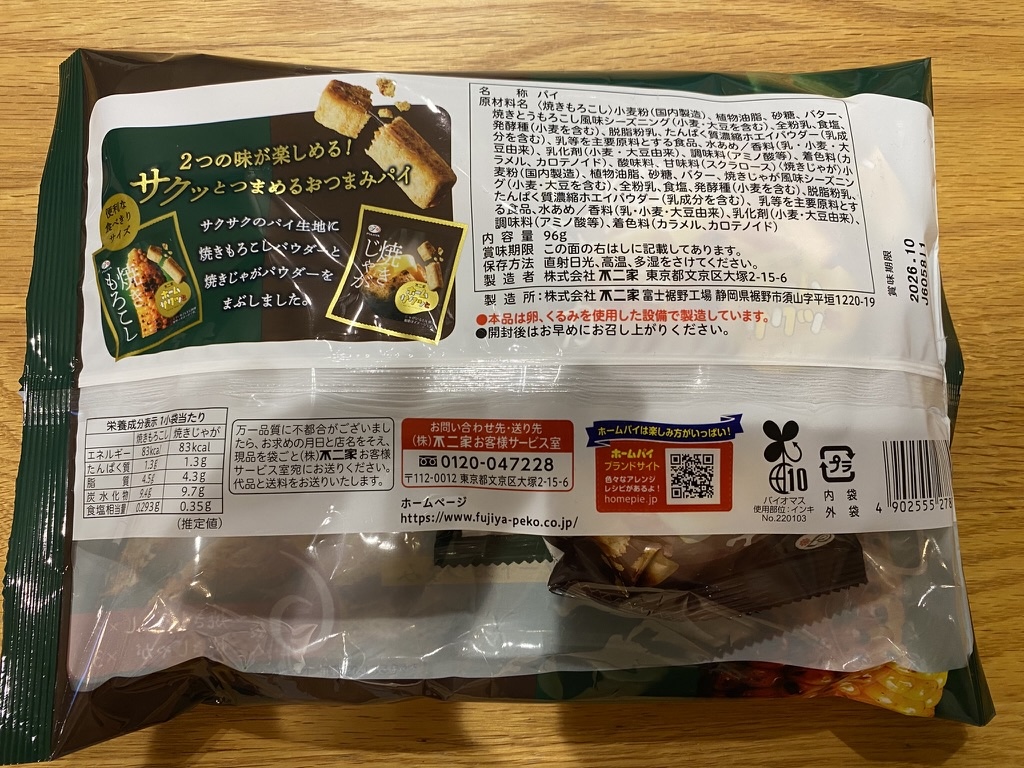 2つの味が楽しめる!
サクッとつまめるおつまみパイ
便利な
食べきり
サイズ
サクサクのパイ生地に
焼きもろこしパウダーと
焼きじゃがパウダーを
まぶしました。
焼きもろこし
ホーム
サクッと
焼きじゃが
ホーム
サクッと
名 称 パイ
原材料名 〈焼きもろこし〉小麦粉(国内製造)、植物油脂、砂糖、バター、
焼きとうもろこし風味シーズニング(小麦・大豆を含む)、全粉乳、食塩、
発酵種(小麦を含む)、脱脂粉乳、たんぱく質濃縮ホエイパウダー(乳成
分を含む)、乳等を主要原料とする食品、水あめ／香料(乳・小麦・大
豆由来)、乳化剤(小麦・大豆由来)、調味料(アミノ酸等)、着色料(カ
ラメル、カロテノイド)、酸味料、甘味料(スクラロース)〈焼きじゃが〉小
麦粉(国内製造)、植物油脂、砂糖、バター、焼きじゃが風味シーズニン
グ(小麦・大豆を含む)、全粉乳、食塩、発酵種(小麦を含む)、脱脂粉乳、
たんぱく質濃縮ホエイパウダー(乳成分を含む)、乳等を主要原料とす
る食品、水あめ／香料(乳・小麦・大豆由来)、乳化剤(小麦・大豆由来)、
調味料(アミノ酸等)、着色料(カラメル、カロテノイド)
内 容 量 96g
賞味期限 この面の右はしに記載してあります。
保存方法 直射日光、高温、多湿をさけてください。
製 造 者 株式会社 不二家 東京都文京区大塚2-15-6
製 造 所:株式会社 不二家 富士裾野工場 静岡県裾野市須山字平垣1220-19
●本品は卵、くるみを使用した設備で製造しています。
●開封後はお早めにお召し上がりください。
賞味期限
2026.10
J605811
栄養成分表示 1小袋当たり
焼きもろこし 焼きじゃが
エネルギー 83kcal 83kcal
たんぱく質 1.3g 1.3g
脂 質 4.5g 4.3g
炭水化物 9.4g 9.7g
食塩相当量 0.293g 0.35g
(推定値)
万一品質に不都合がございまし
たら、お求めの月日と店名をそえ、
現品を袋ごと(株)不二家お客様
サービス室宛にお送りください。
代品と送料をお送りいたします。
お問い合わせ先・送り先
(株)不二家お客様サービス室
0120-047228
〒112-0012 東京都文京区大塚2-15-6
ホームページ
https://www.fujiya-peko.co.jp/
ホームパイは楽しみ方がいっぱい!
ホームパイ
ブランドサイト
色々なアレンジ
レシピがあるよ!
homepie.jp
10
バイオマス
使用部位:インキ
No.220103
プラ
内 袋
外 袋
4 902555 278